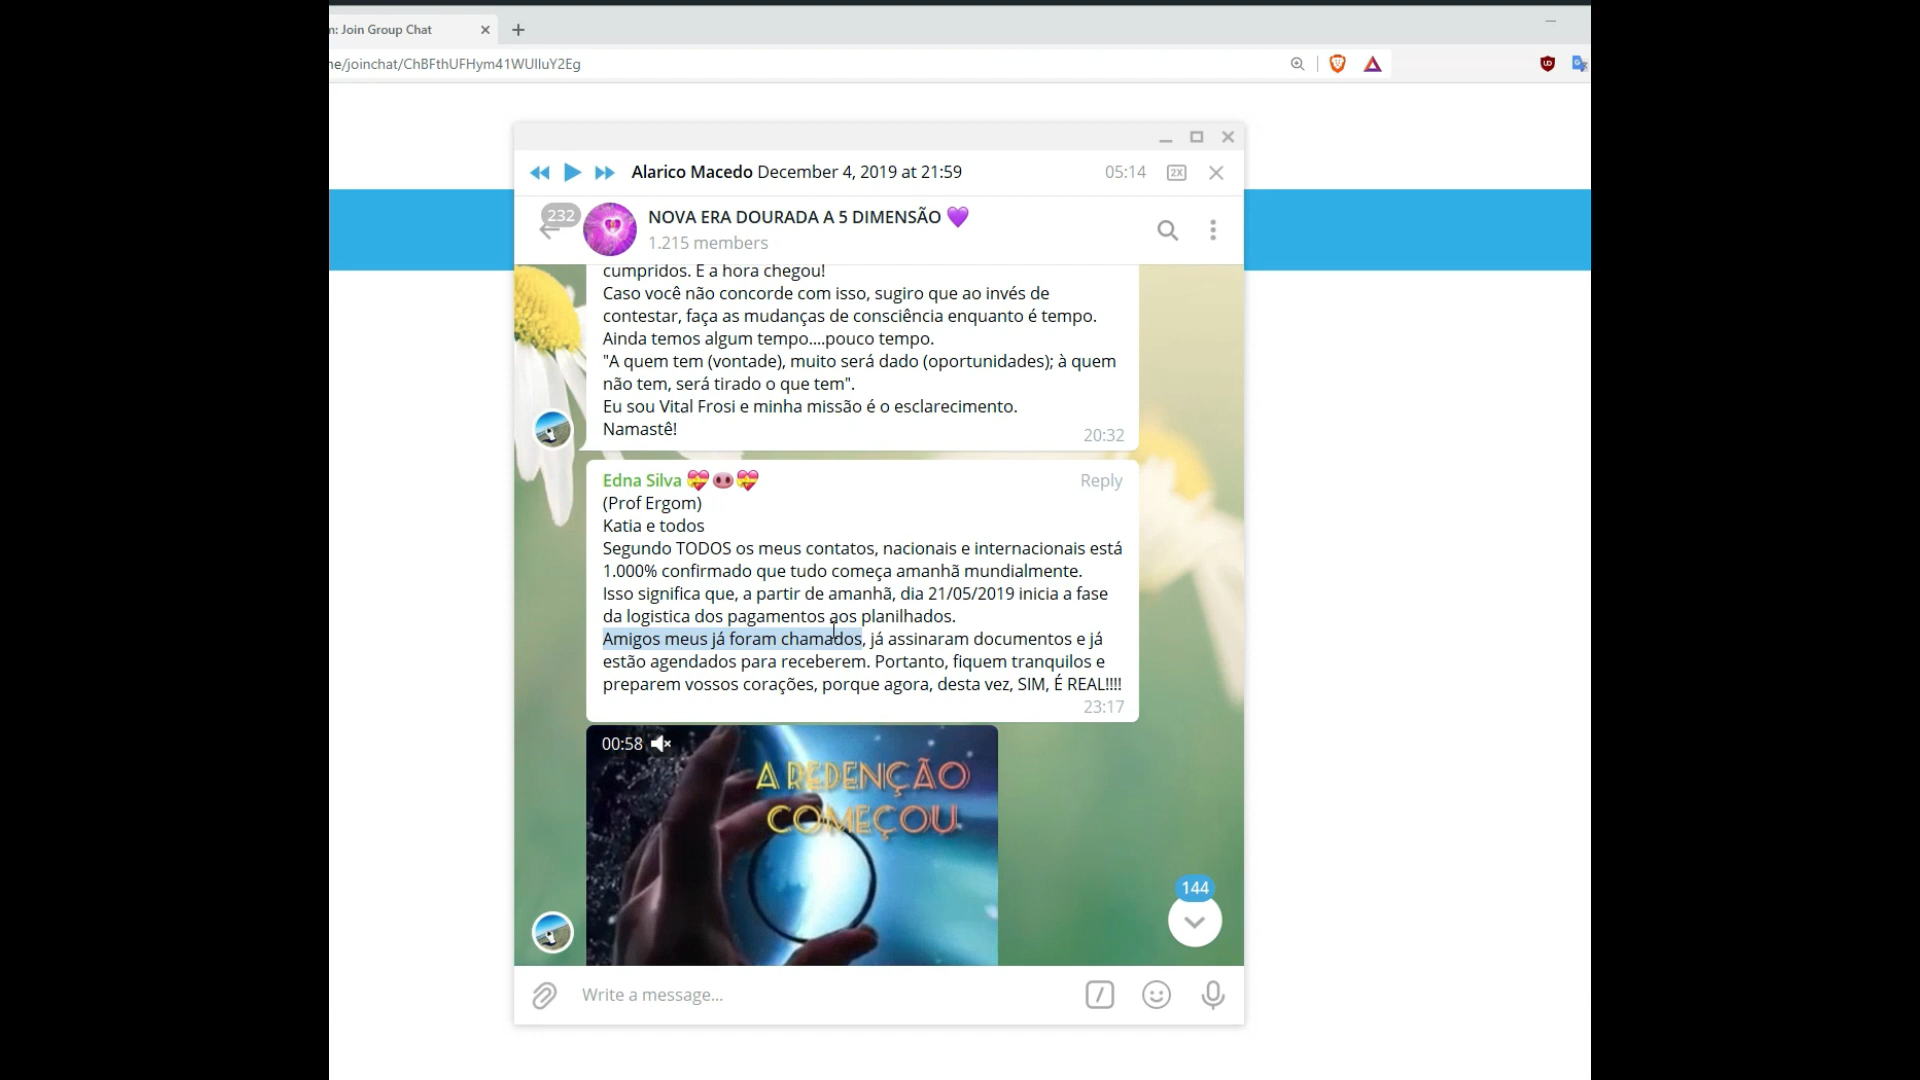 n: Join Group Chat
ne/joinchat/ChBFthUFHym41WUlluY2Eg
Alarico Macedo December 4, 2019 at 21:59
05:14
2X
232
NOVA ERA DOURADA A 5 DIMENSÃO 💜
1.215 members
cumpridos. E a hora chegou!
Caso você não concorde com isso, sugiro que ao invés de
contestar, faça as mudanças de consciência enquanto é tempo.
Ainda temos algum tempo....pouco tempo.
"A quem tem (vontade), muito será dado (oportunidades); à quem
não tem, será tirado o que tem".
Eu sou Vital Frosi e minha missão é o esclarecimento.
Namastê!
20:32
Edna Silva 💝🐽💝
Reply
(Prof Ergom)
Katia e todos
Segundo TODOS os meus contatos, nacionais e internacionais está
1.000% confirmado que tudo começa amanhã mundialmente.
Isso significa que, a partir de amanhã, dia 21/05/2019 inicia a fase
da logistica dos pagamentos aos planilhados.
Amigos meus já foram chamados, já assinaram documentos e já
estão agendados para receberem. Portanto, fiquem tranquilos e
preparem vossos corações, porque agora, desta vez, SIM, É REAL!!!!
23:17
00:58
A REDENÇÃO
COMEÇOU
144
Write a message...